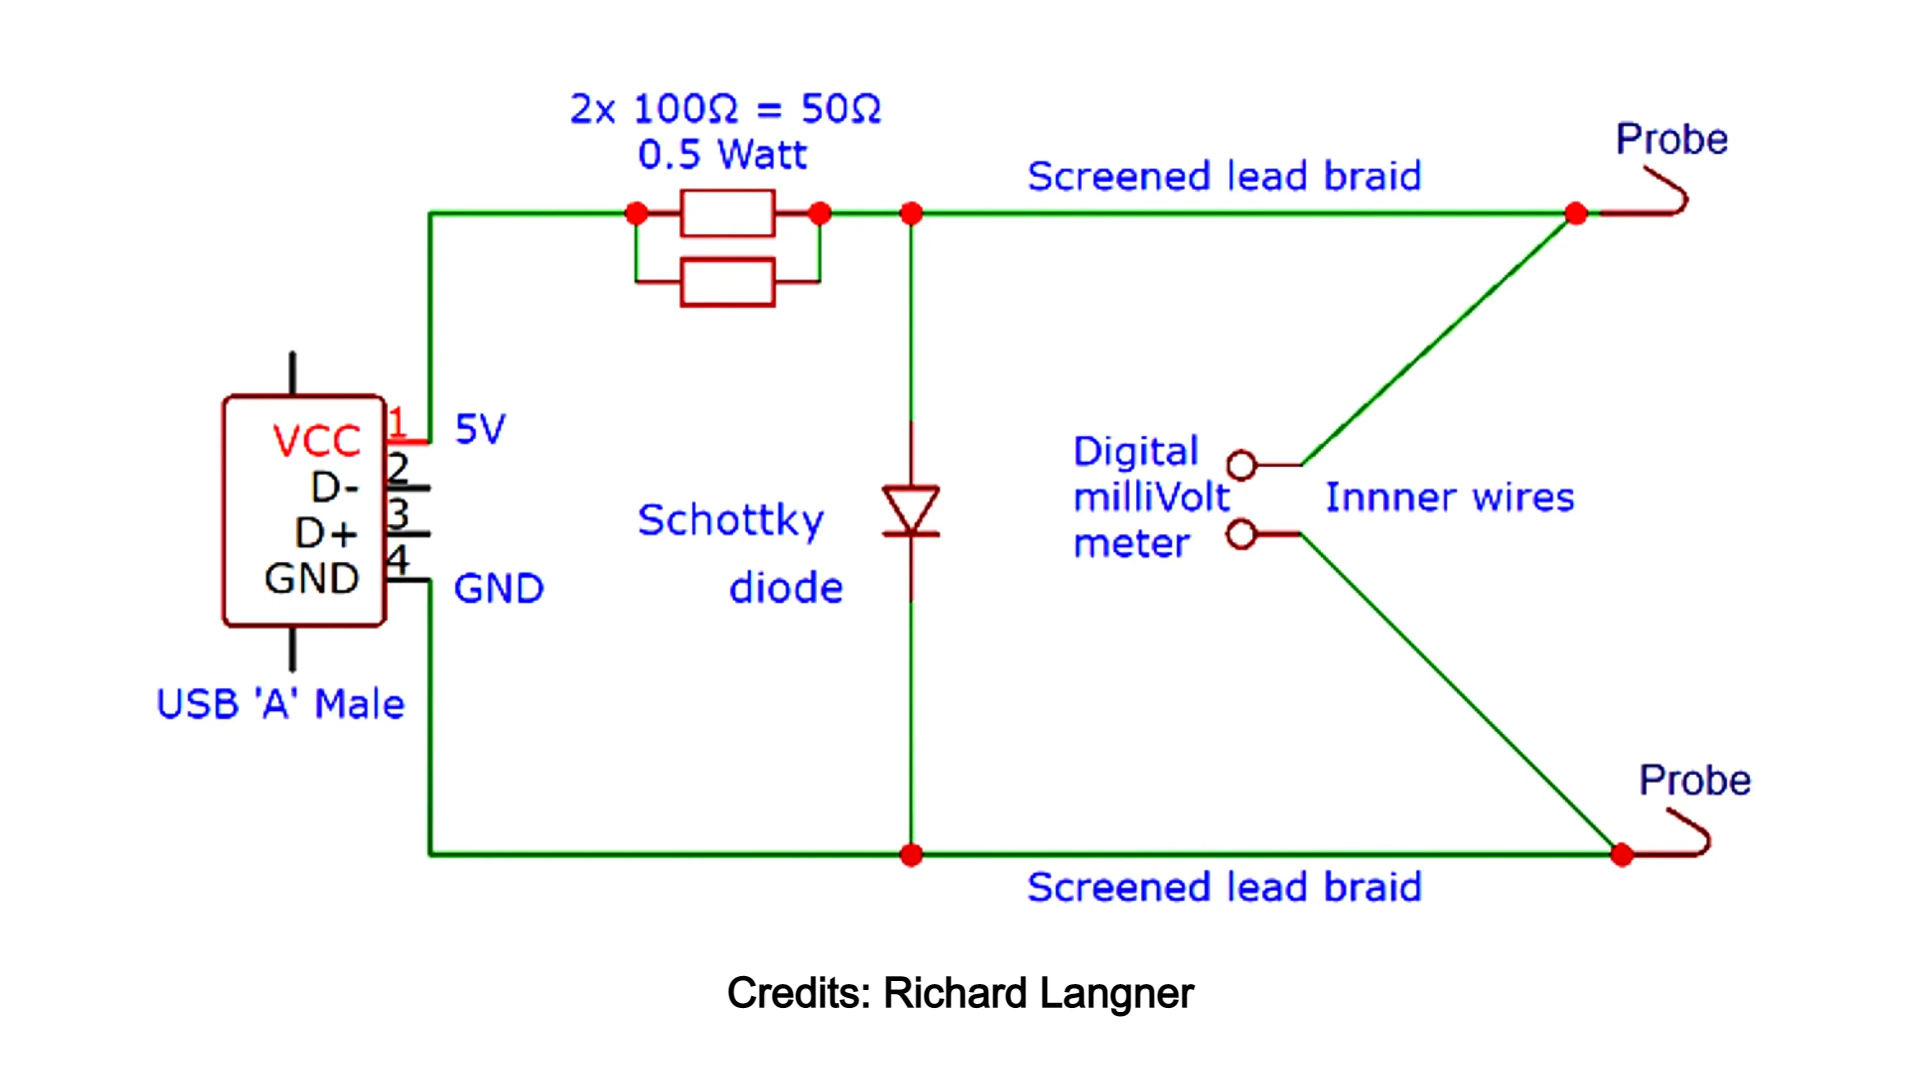 2x 100Ω = 50Ω
0.5 Watt
Probe
Screened lead braid
VCC 1
5V
D- 2
D+ 3
GND 4
GND
USB 'A' Male
Schottky
diode
Digital
milliVolt
meter
Innner wires
Probe
Screened lead braid
Credits: Richard Langner